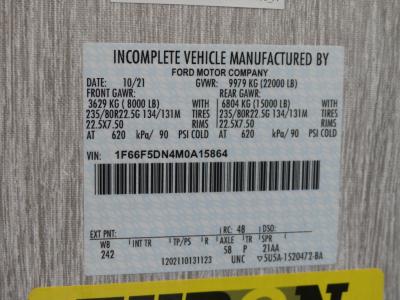 INCOMPLETE VEHICLE MANUFACTURED BY
FORD MOTOR COMPANY
DATE: 10/21 GVWR: 9979 KG (22000 LB)
FRONT GAWR: REAR GAWR:
3629 KG ( 8000 LB) WITH 6804 KG (15000 LB) WITH
235/80R22.5G 134/131M TIRES 235/80R22.5G 134/131M TIRES
22.5X7.50 RIMS 22.5X7.50 RIMS
AT 620 kPa/ 90 PSI COLD AT 620 kPa/ 90 PSI COLD
VIN: 1F66F5DN4M0A15864
EXT PNT: RC: 48 DSO:
WB INT TR TP/PS R AXLE TR SPR
242 58 P 21AA
1202110131123 UNC 5U5A-1520472-BA